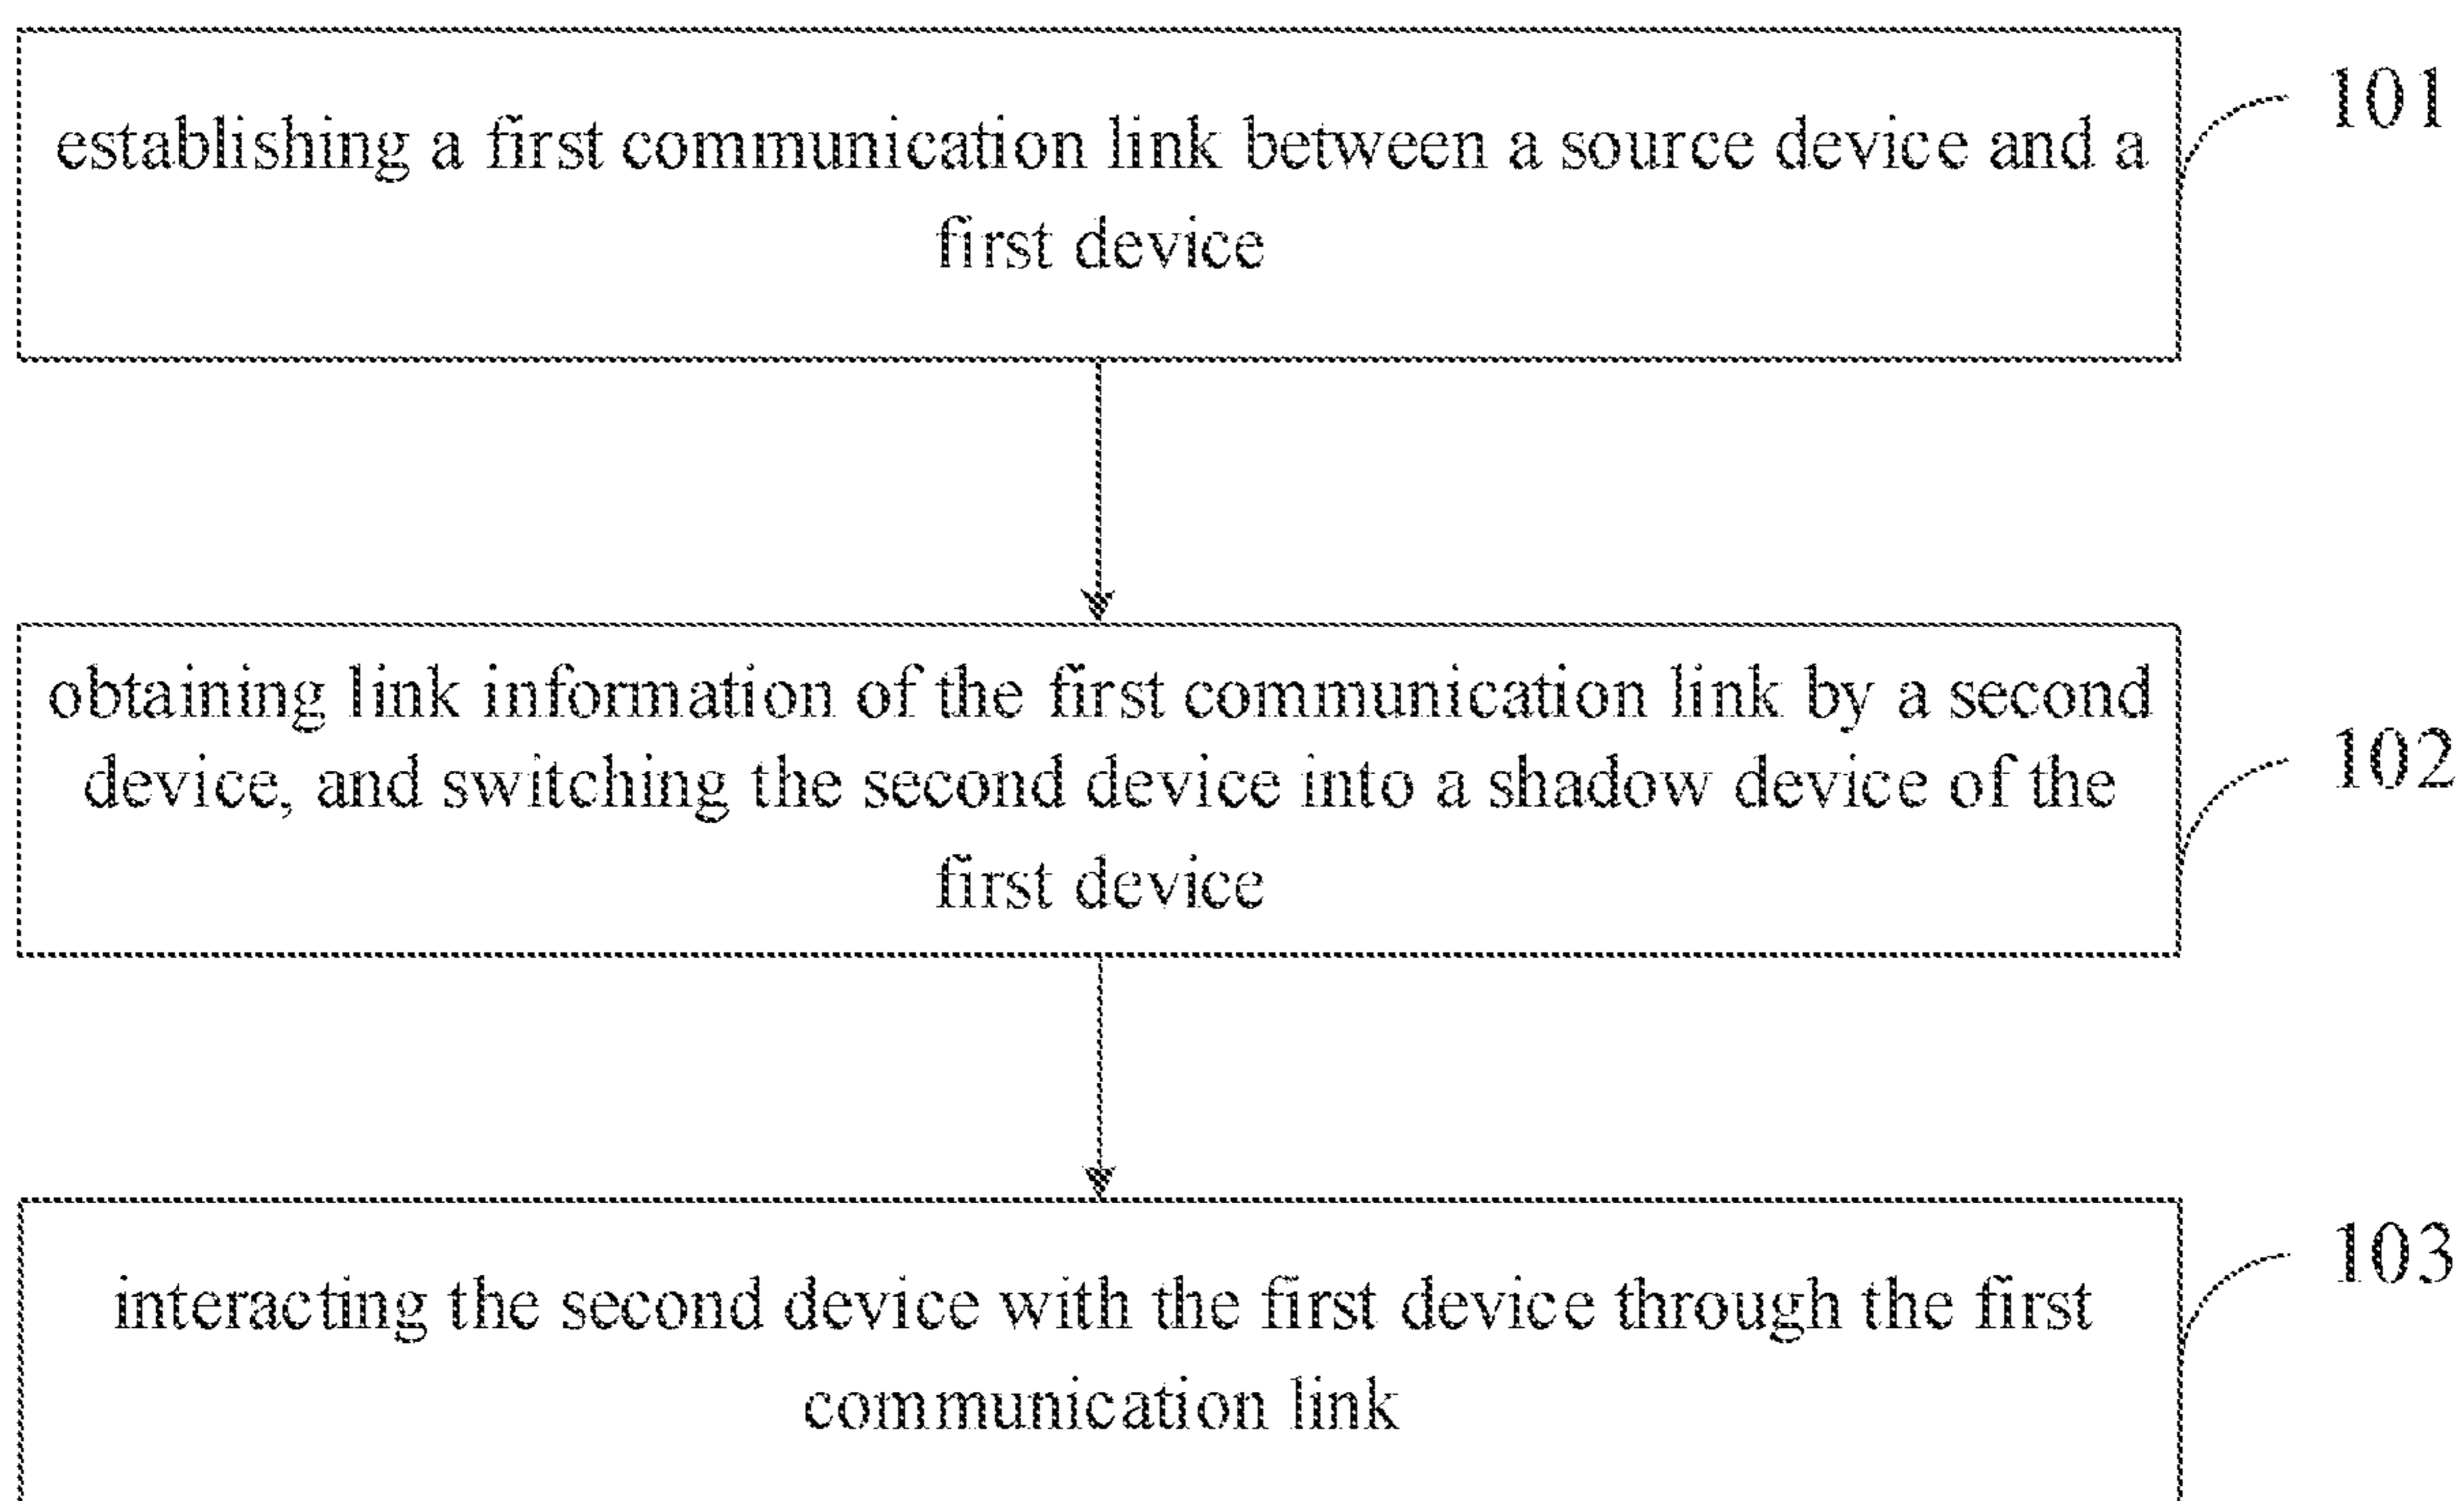 establishing a first communication link between a source device and a
first device
101
obtaining link information of the first communication link by a second
device, and switching the second device into a shadow device of the
first device
102
interacting the second device with the first device through the first
communication link
103